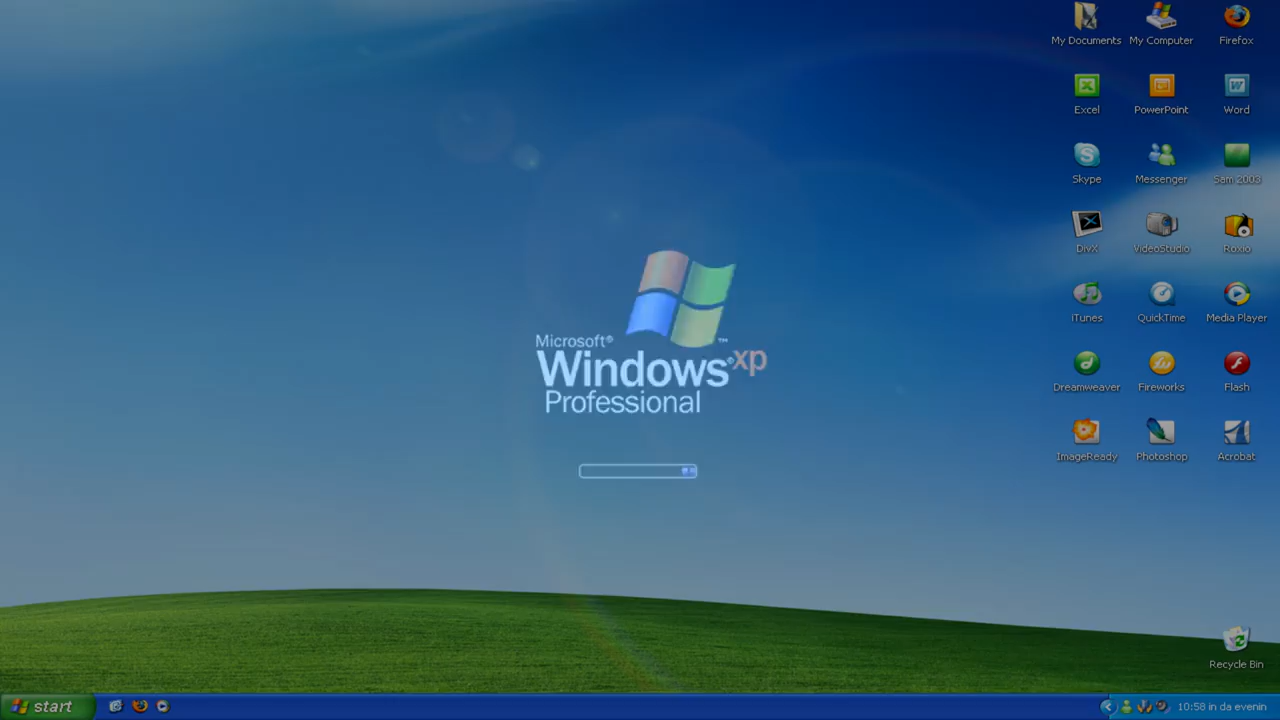 My Documents My Computer Firefox
Excel PowerPoint Word
Skype Messenger Sam 2003
DivX VideoStudio Roxio
Microsoft®
Windows® xp™
Professional
iTunes QuickTime Media Player
Dreamweaver Fireworks Flash
ImageReady Photoshop Acrobat
Recycle Bin
start 10:58 in da evenin